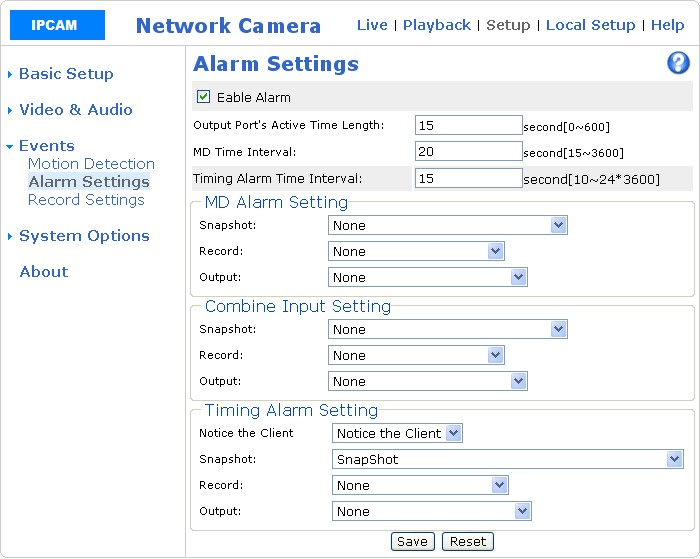 IPCAM
Network Camera
Live | Playback | Setup | Local Setup | Help
Basic Setup
Video & Audio
Events
Motion Detection
Alarm Settings
Record Settings
System Options
About
Alarm Settings
?
Eable Alarm
Output Port's Active Time Length: 15 second[0~600]
MD Time Interval: 20 second[15~3600]
Timing Alarm Time Interval: 15 second[10~24*3600]
MD Alarm Setting
Snapshot: None
Record: None
Output: None
Combine Input Setting
Snapshot: None
Record: None
Output: None
Timing Alarm Setting
Notice the Client Notice the Client
Snapshot: SnapShot
Record: None
Output: None
Save Reset